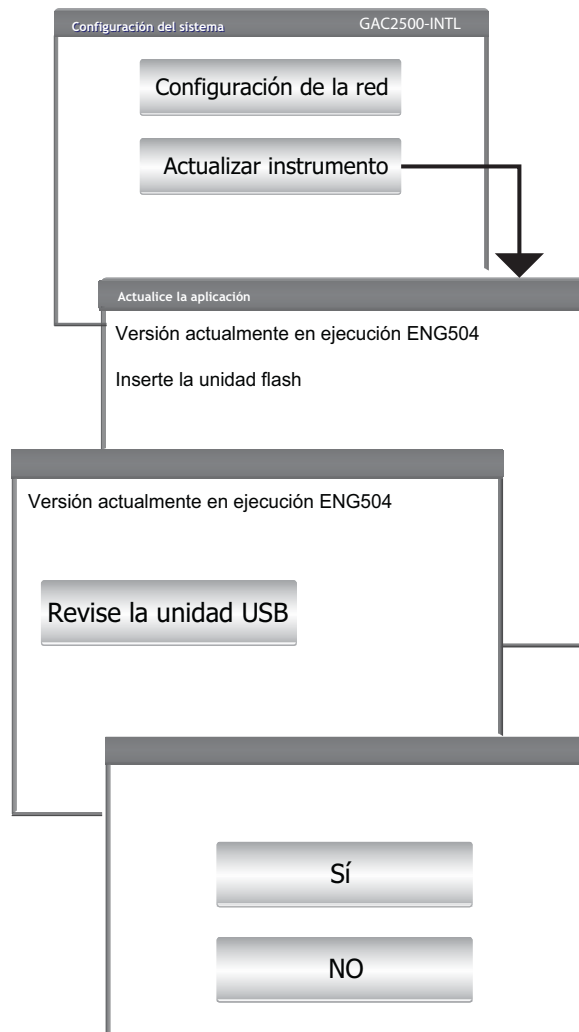 Configuración del sistema GAC2500-INTL
Configuración de la red
Actualizar instrumento
Actualice la aplicación
Versión actualmente en ejecución ENG504
Inserte la unidad flash
Versión actualmente en ejecución ENG504
Revise la unidad USB
Sí
NO